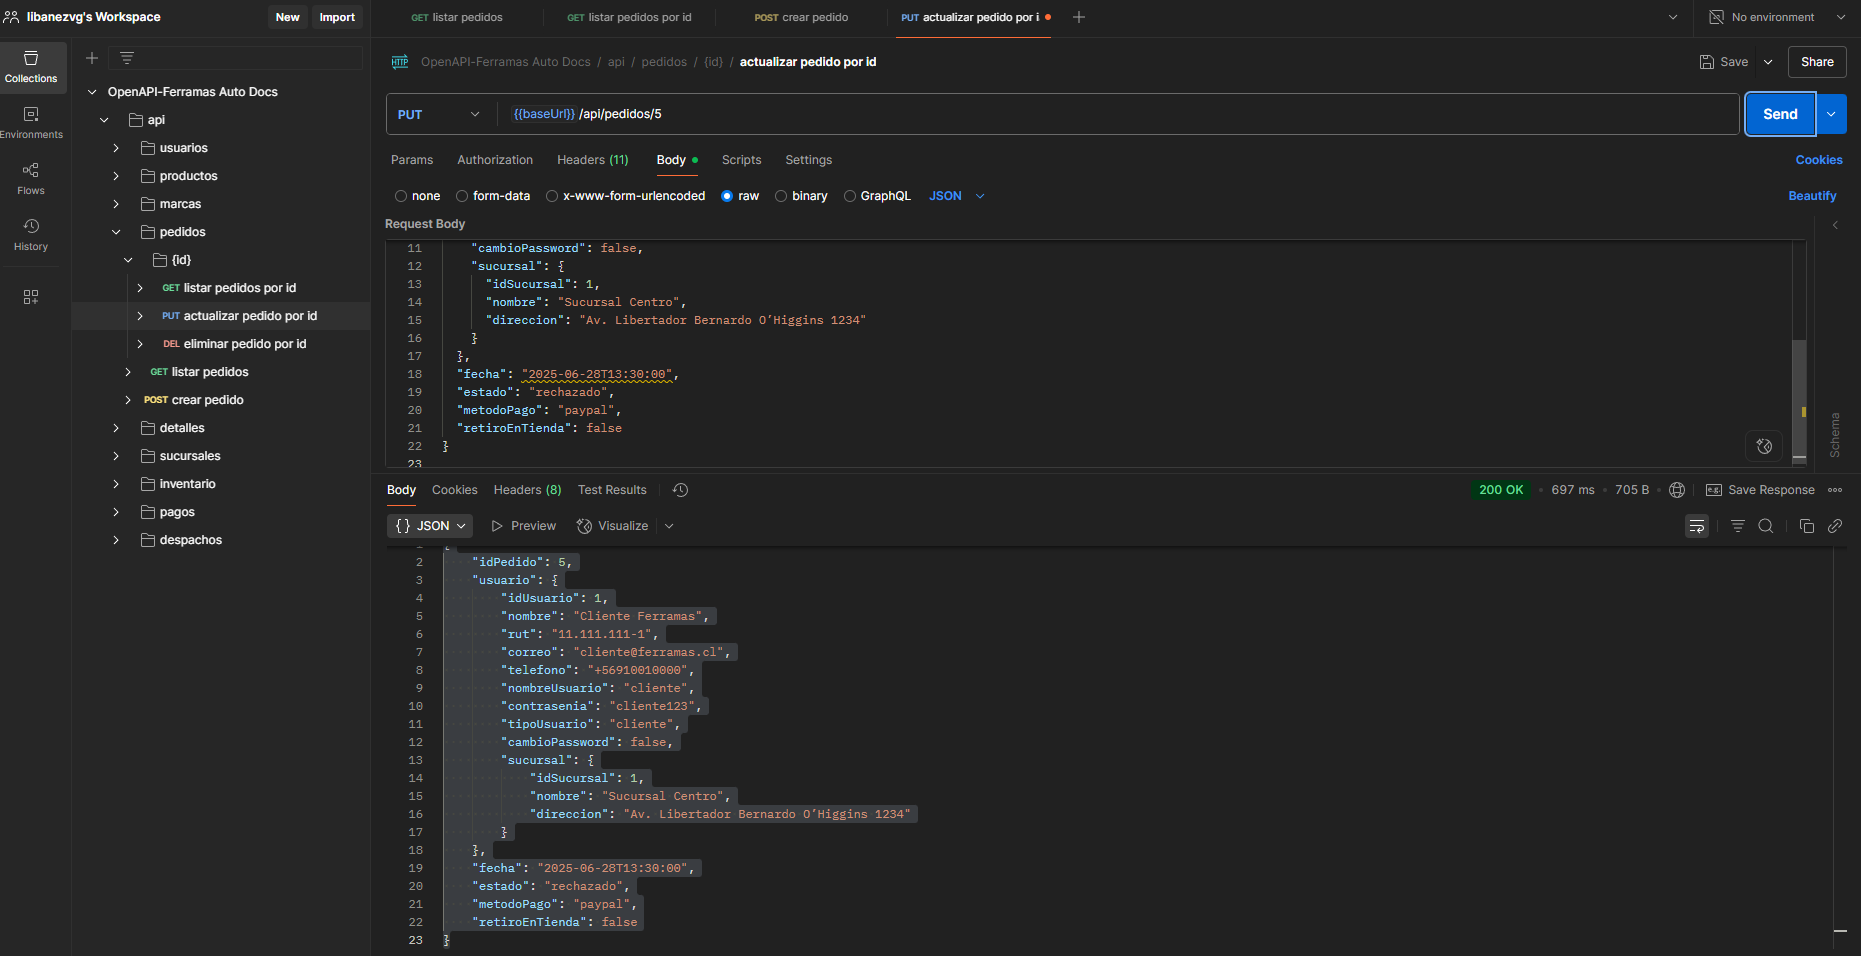 libanezvg's Workspace
New
Import
GET listar pedidos
GET listar pedidos por id
POST crear pedido
PUT actualizar pedido por i
No environment
Collections
Environments
Flows
History
OpenAPI-Ferramas Auto Docs
api
usuarios
productos
marcas
pedidos
{id}
GET listar pedidos por id
PUT actualizar pedido por id
DEL eliminar pedido por id
GET listar pedidos
POST crear pedido
detalles
sucursales
inventario
pagos
despachos
HTTP OpenAPI-Ferramas Auto Docs / api / pedidos / {id} / actualizar pedido por id
Save
Share
PUT
{{baseUrl}} /api/pedidos/5
Send
Params Authorization Headers (11) Body Scripts Settings
Cookies
none form-data x-www-form-urlencoded raw binary GraphQL JSON
Beautify
Request Body
11 "cambioPassword": false,
12 "sucursal": {
13 "idSucursal": 1,
14 "nombre": "Sucursal Centro",
15 "direccion": "Av. Libertador Bernardo O’Higgins 1234"
16 }
17 },
18 "fecha": "2025-06-28T13:30:00",
19 "estado": "rechazado",
20 "metodoPago": "paypal",
21 "retiroEnTienda": false
22 }
23
Schema
Body Cookies Headers (8) Test Results
200 OK • 697 ms • 705 B
e.g. Save Response
{} JSON Preview Visualize
2 "idPedido": 5,
3 "usuario": {
4 "idUsuario": 1,
5 "nombre": "Cliente Ferramas",
6 "rut": "11.111.111-1",
7 "correo": "cliente@ferramas.cl",
8 "telefono": "+56910010000",
9 "nombreUsuario": "cliente",
10 "contrasenia": "cliente123",
11 "tipoUsuario": "cliente",
12 "cambioPassword": false,
13 "sucursal": {
14 "idSucursal": 1,
15 "nombre": "Sucursal Centro",
16 "direccion": "Av. Libertador Bernardo O’Higgins 1234"
17 }
18 },
19 "fecha": "2025-06-28T13:30:00",
20 "estado": "rechazado",
21 "metodoPago": "paypal",
22 "retiroEnTienda": false
23 }